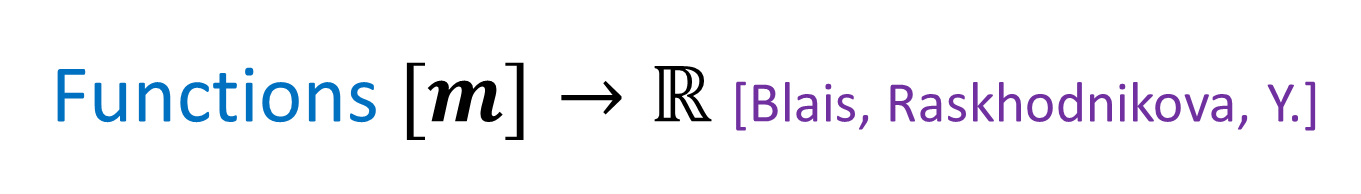 Functions [𝒎] → ℝ [Blais, Raskhodnikova, Y.]